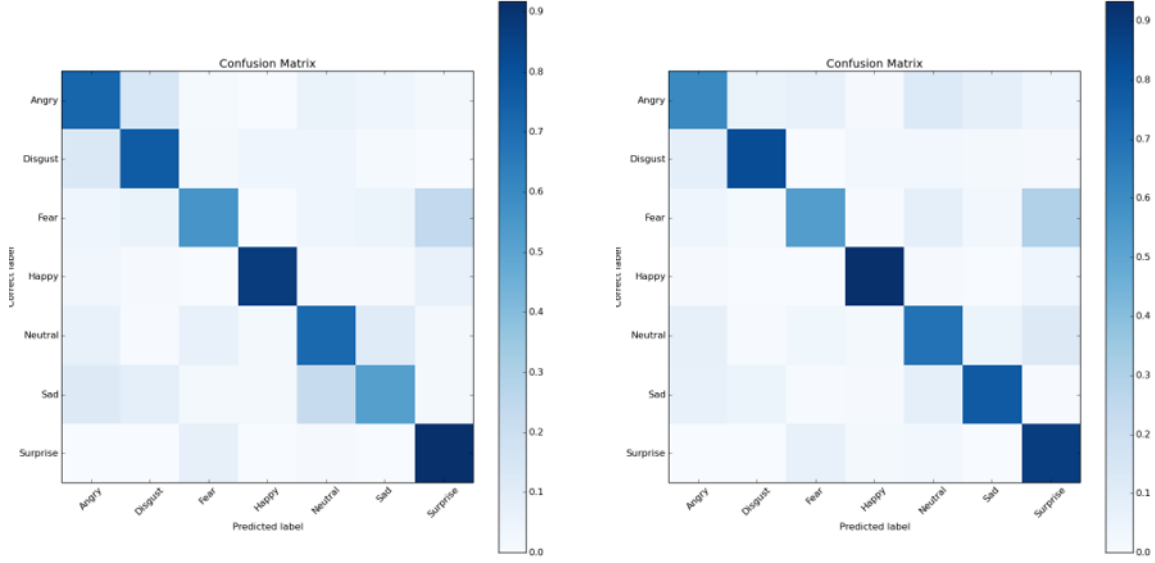 Confusion Matrix
Angry
Disgust
Fear
Happy
Neutral
Sad
Surprise
Correct label
Angry
Disgust
Fear
Happy
Neutral
Sad
Surprise
Predicted label
0.9
0.8
0.7
0.6
0.5
0.4
0.3
0.2
0.1
0.0
Confusion Matrix
Angry
Disgust
Fear
Happy
Neutral
Sad
Surprise
Correct label
Angry
Disgust
Fear
Happy
Neutral
Sad
Surprise
Predicted label
0.9
0.8
0.7
0.6
0.5
0.4
0.3
0.2
0.1
0.0